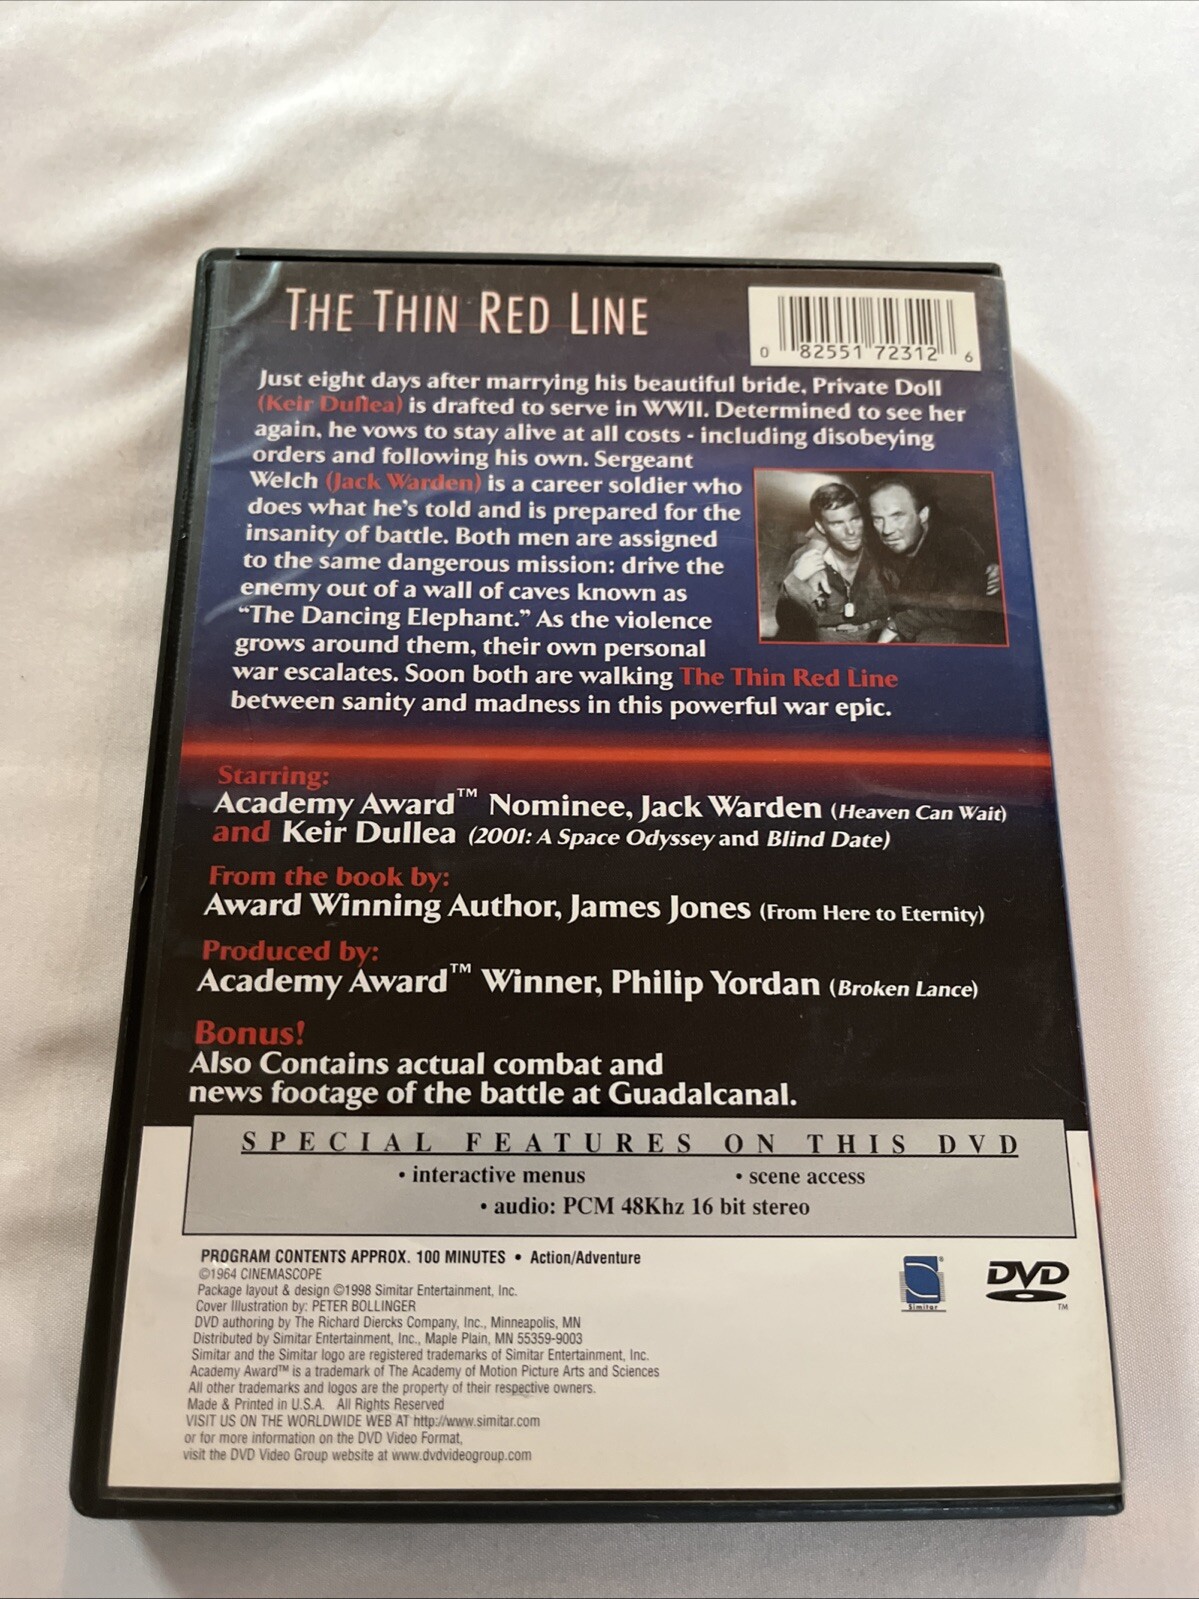 THE THIN RED LINE
0 82551 72312 6
Just eight days after marrying his beautiful bride, Private Doll
(Keir Dullea) is drafted to serve in WWII. Determined to see her
again, he vows to stay alive at all costs - including disobeying
orders and following his own. Sergeant
Welch (Jack Warden) is a career soldier who
does what he's told and is prepared for the
insanity of battle. Both men are assigned
to the same dangerous mission: drive the
enemy out of a wall of caves known as
"The Dancing Elephant." As the violence
grows around them, their own personal
war escalates. Soon both are walking The Thin Red Line
between sanity and madness in this powerful war epic.
Starring:
Academy Award™ Nominee, Jack Warden (Heaven Can Wait)
and Keir Dullea (2001: A Space Odyssey and Blind Date)
From the book by:
Award Winning Author, James Jones (From Here to Eternity)
Produced by:
Academy Award™ Winner, Philip Yordan (Broken Lance)
Bonus!
Also Contains actual combat and
news footage of the battle at Guadalcanal.
SPECIAL FEATURES ON THIS DVD
• interactive menus • scene access
• audio: PCM 48Khz 16 bit stereo
PROGRAM CONTENTS APPROX. 100 MINUTES • Action/Adventure
©1964 CINEMASCOPE
Package layout & design ©1998 Simitar Entertainment, Inc.
Cover Illustration by: PETER BOLLINGER
DVD authoring by The Richard Diercks Company, Inc., Minneapolis, MN
Distributed by Simitar Entertainment, Inc., Maple Plain, MN 55359-9003
Simitar and the Simitar logo are registered trademarks of Simitar Entertainment, Inc.
Academy Award™ is a trademark of The Academy of Motion Picture Arts and Sciences
All other trademarks and logos are the property of their respective owners.
Made & Printed in U.S.A. All Rights Reserved
VISIT US ON THE WORLDWIDE WEB AT http://www.simitar.com
or for more information on the DVD Video Format,
visit the DVD Video Group website at www.dvdvideogroup.com
Simitar ®
DVD ™